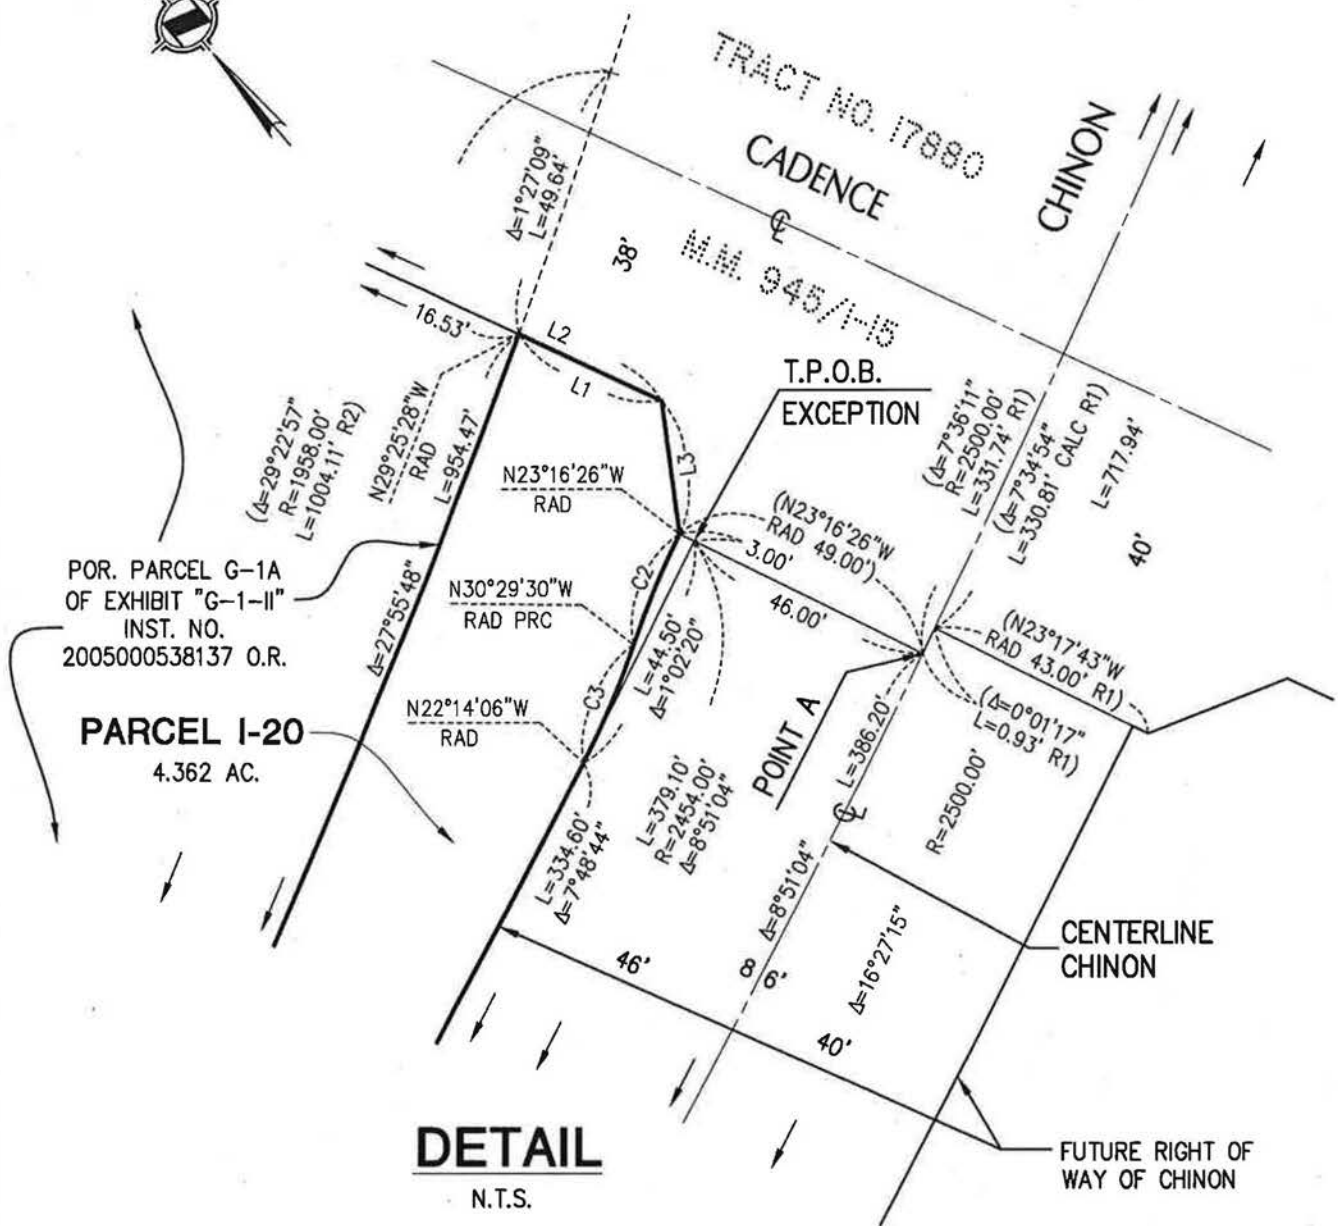 TRACT NO. 17880
CADENCE
℄
M.M. 945/1-15
CHINON
Δ=1°27'09"
L=49.64'
38'
16.53'
L2
L1
L3
T.P.O.B.
EXCEPTION
(Δ=29°22'57"
R=1958.00'
L=1004.11' R2)
N29°25'28"W
RAD
L=954.47'
Δ=27°55'48"
N23°16'26"W
RAD
(N23°16'26"W
RAD 49.00')
3.00'
46.00'
(Δ=7°36'11"
R=2500.00'
L=331.74' R1)
(Δ=7°34'54"
L=330.81' CALC R1)
L=717.94'
40'
POR. PARCEL G-1A
OF EXHIBIT "G-1-II"
INST. NO.
2005000538137 O.R.
N30°29'30"W
RAD PRC
C2
C3
L=44.50'
Δ=1°02'20"
(N23°17'43"W
RAD 43.00' R1)
(Δ=0°01'17"
L=0.93' R1)
N22°14'06"W
RAD
PARCEL I-20
4.362 AC.
POINT A
L=386.20'
℄
R=2500.00'
L=379.10'
R=2454.00'
Δ=8°51'04"
L=334.60'
Δ=7°48'44"
Δ=8°51'04"
Δ=16°27'15"
CENTERLINE
CHINON
46'
8
6'
40'
DETAIL
N.T.S.
FUTURE RIGHT OF
WAY OF CHINON